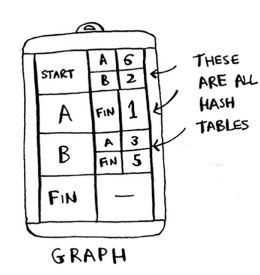 START A 6
B 2
A FIN 1
B A 3
FIN 5
FIN —
THESE
ARE ALL
HASH
TABLES
GRAPH